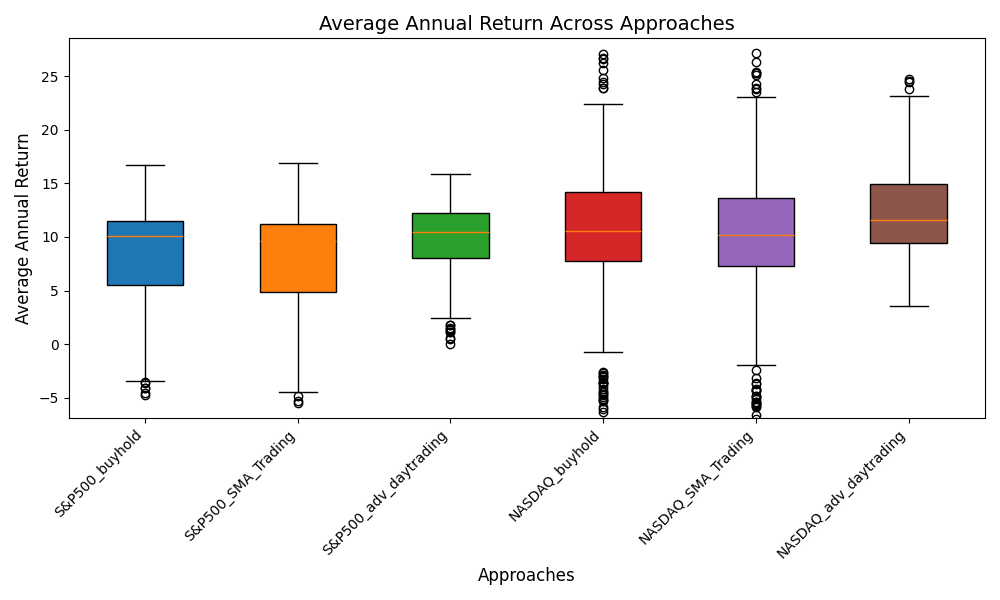 Average Annual Return Across Approaches
Average Annual Return
25
20
15
10
5
0
−5
S&P500_buyhold
S&P500_SMA_Trading
S&P500_adv_daytrading
NASDAQ_buyhold
NASDAQ_SMA_Trading
NASDAQ_adv_daytrading
Approaches